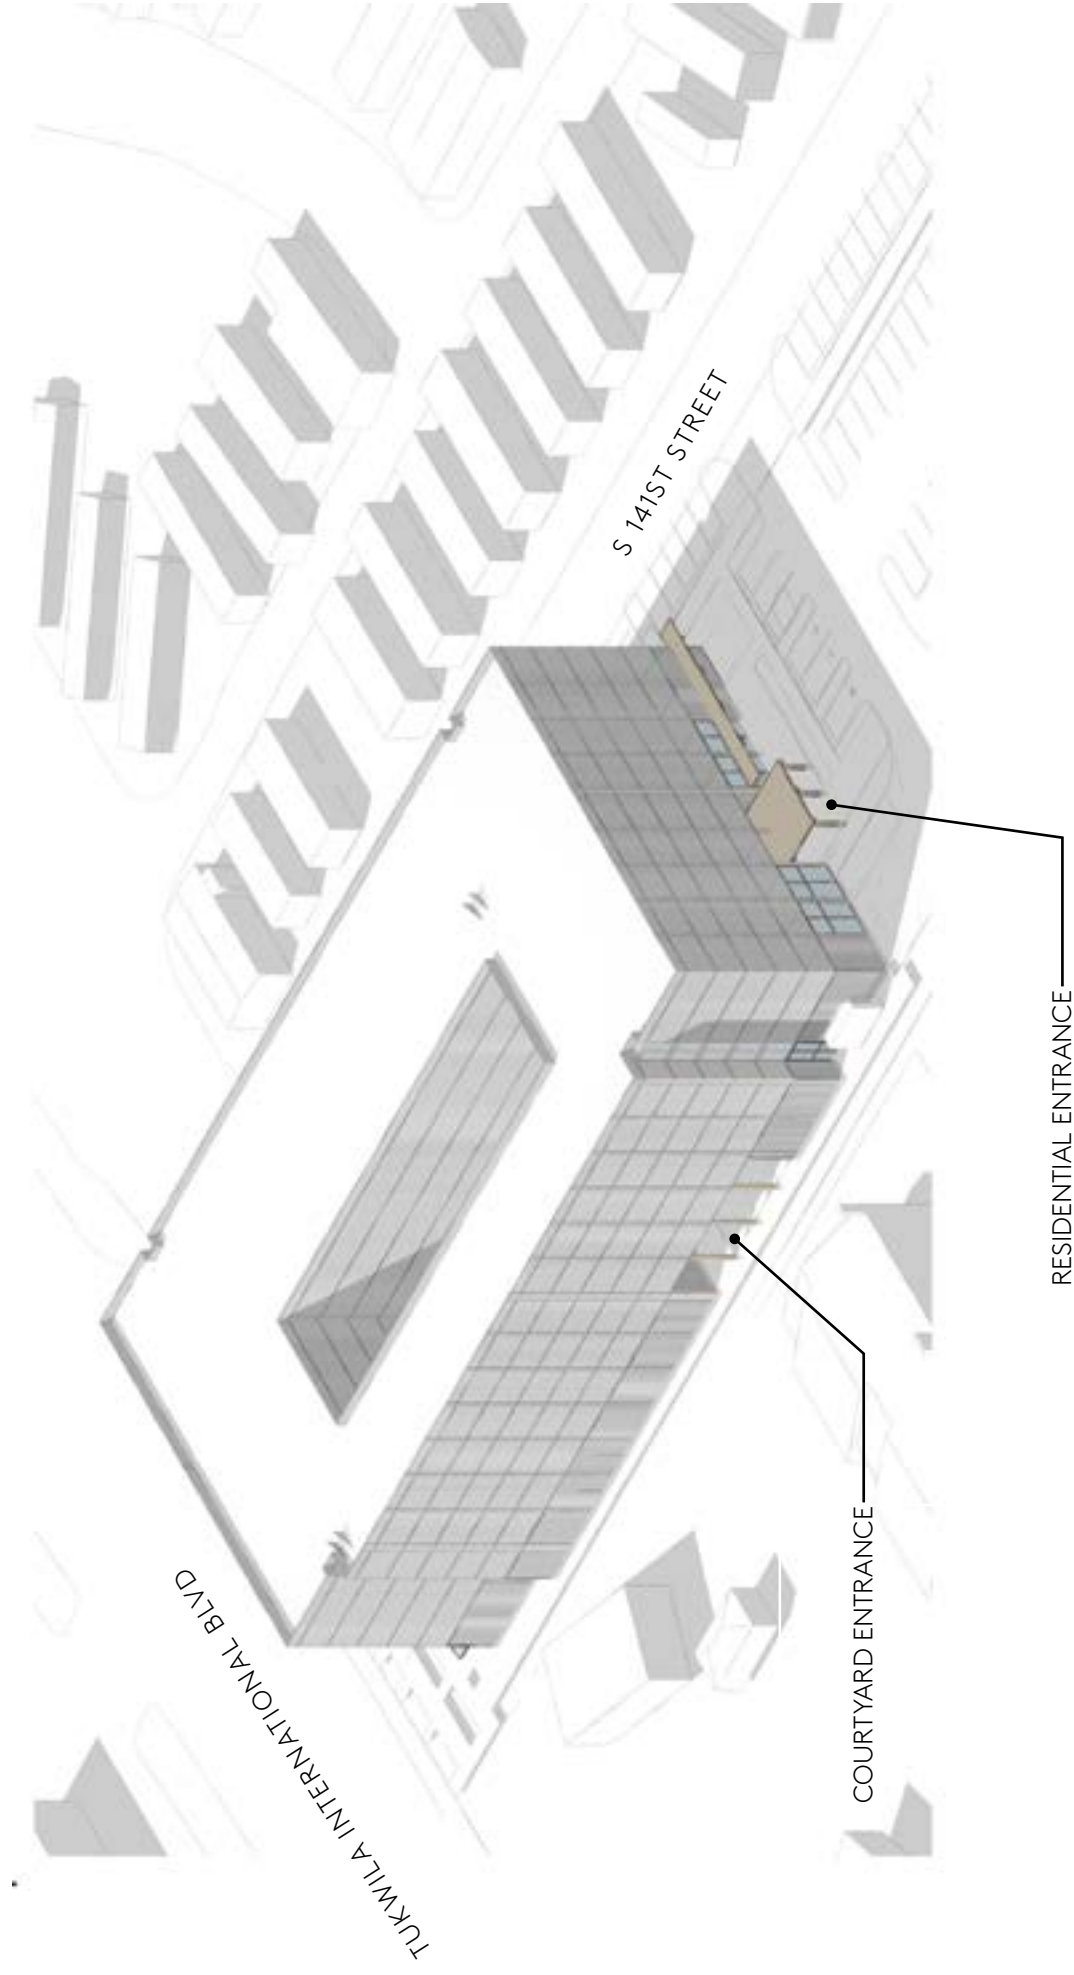 TUKWILA INTERNATIONAL BLVD
S 141ST STREET
COURTYARD ENTRANCE
RESIDENTIAL ENTRANCE